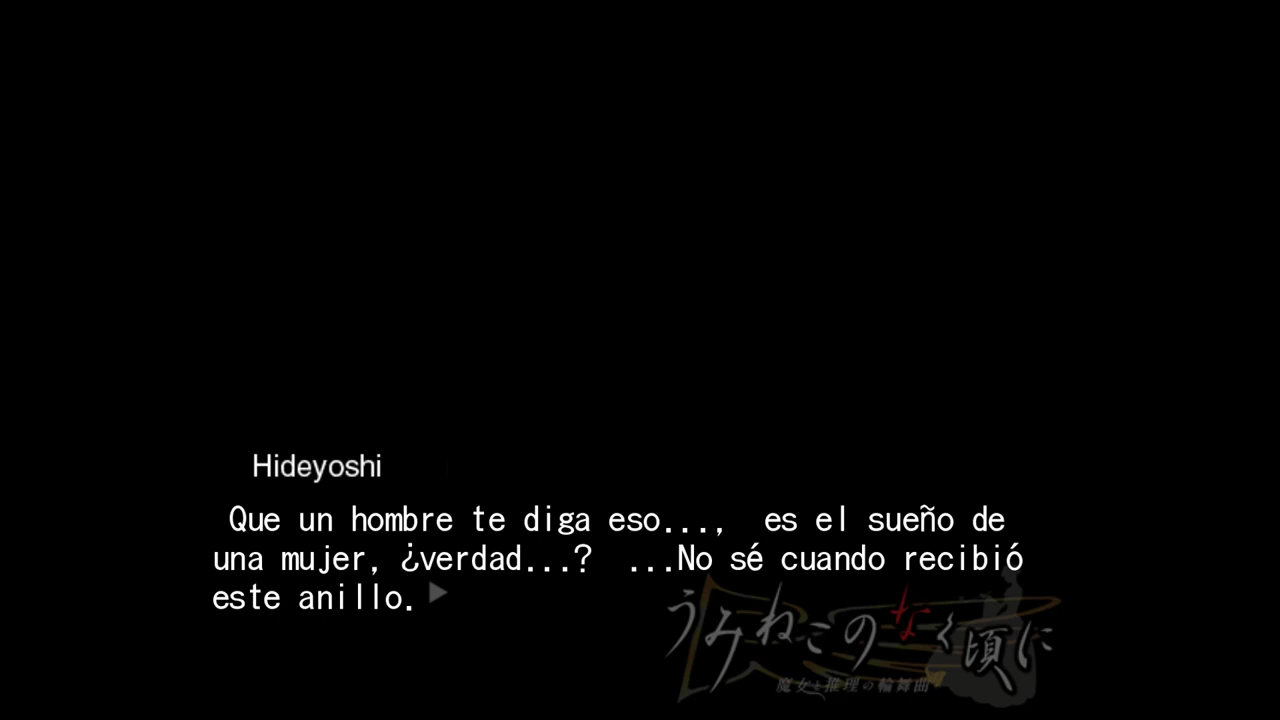 Hideyoshi
Que un hombre te diga eso...,  es el sueño de
una mujer, ¿verdad...?  ...No sé cuando recibió
este anillo.
うみねこのなく頃に
魔女と推理の輪舞曲